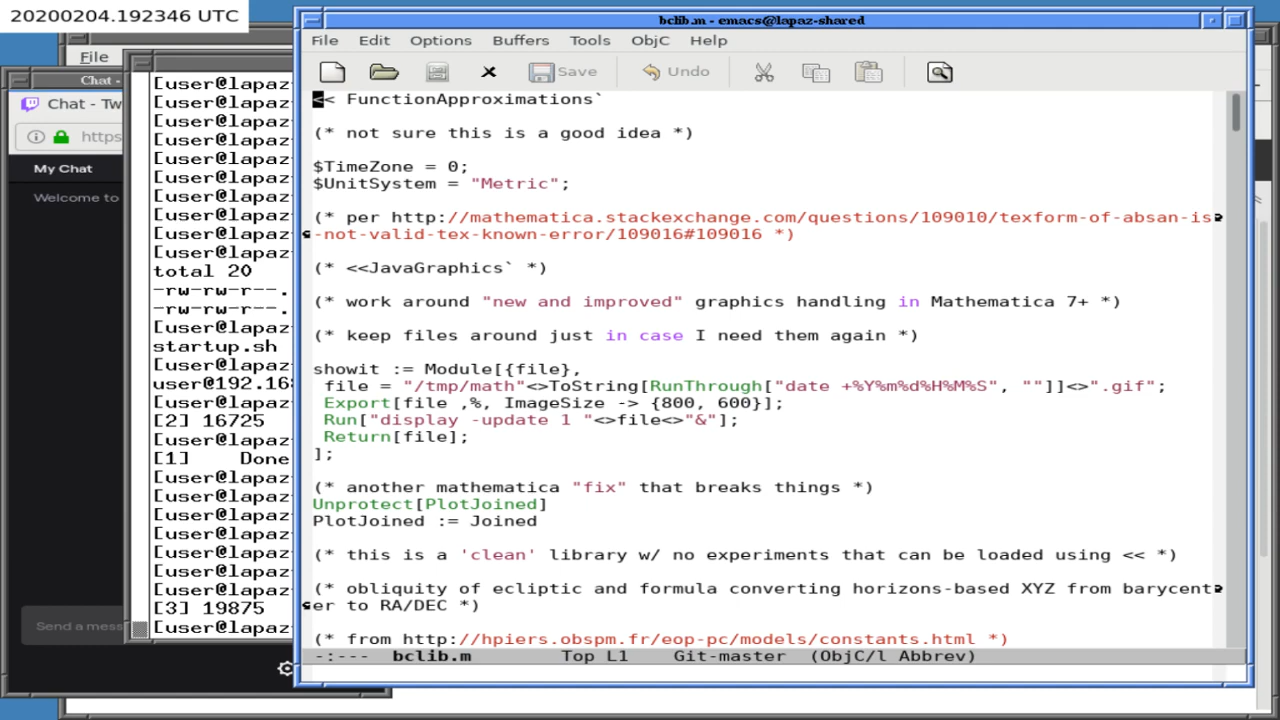 20200204.192346 UTC
File
Chat -
Chat - Tw
https
My Chat
Welcome to
Send a mess
[user@lapaz
[user@lapaz
[user@lapaz
[user@lapaz
[user@lapaz
[user@lapaz
[user@lapaz
[user@lapaz
[user@lapaz
[user@lapaz
total 20
-rw-rw-r--.
-rw-rw-r--.
[user@lapaz
startup.sh
[user@lapaz
user@192.168
[user@lapaz
[2] 16725
[user@lapaz
[1] Done
[user@lapaz
[user@lapaz
[user@lapaz
[user@lapaz
[user@lapaz
[user@lapaz
[user@lapaz
[3] 19875
[user@lapaz
bclib.m - emacs@lapaz-shared
File Edit Options Buffers Tools ObjC Help
Save Undo
<< FunctionApproximations`
(* not sure this is a good idea *)
$TimeZone = 0;
$UnitSystem = "Metric";
(* per http://mathematica.stackexchange.com/questions/109010/texform-of-absan-is
-not-valid-tex-known-error/109016#109016 *)
(* <<JavaGraphics` *)
(* work around "new and improved" graphics handling in Mathematica 7+ *)
(* keep files around just in case I need them again *)
showit := Module[{file},
file = "/tmp/math"<>ToString[RunThrough["date +%Y%m%d%H%M%S", ""]]<>".gif";
Export[file ,%, ImageSize -> {800, 600}];
Run["display -update 1 "<>file<>"&"];
Return[file];
];
(* another mathematica "fix" that breaks things *)
Unprotect[PlotJoined]
PlotJoined := Joined
(* this is a 'clean' library w/ no experiments that can be loaded using << *)
(* obliquity of ecliptic and formula converting horizons-based XYZ from barycent
er to RA/DEC *)
(* from http://hpiers.obspm.fr/eop-pc/models/constants.html *)
-:--- bclib.m Top L1 Git-master (ObjC/l Abbrev)